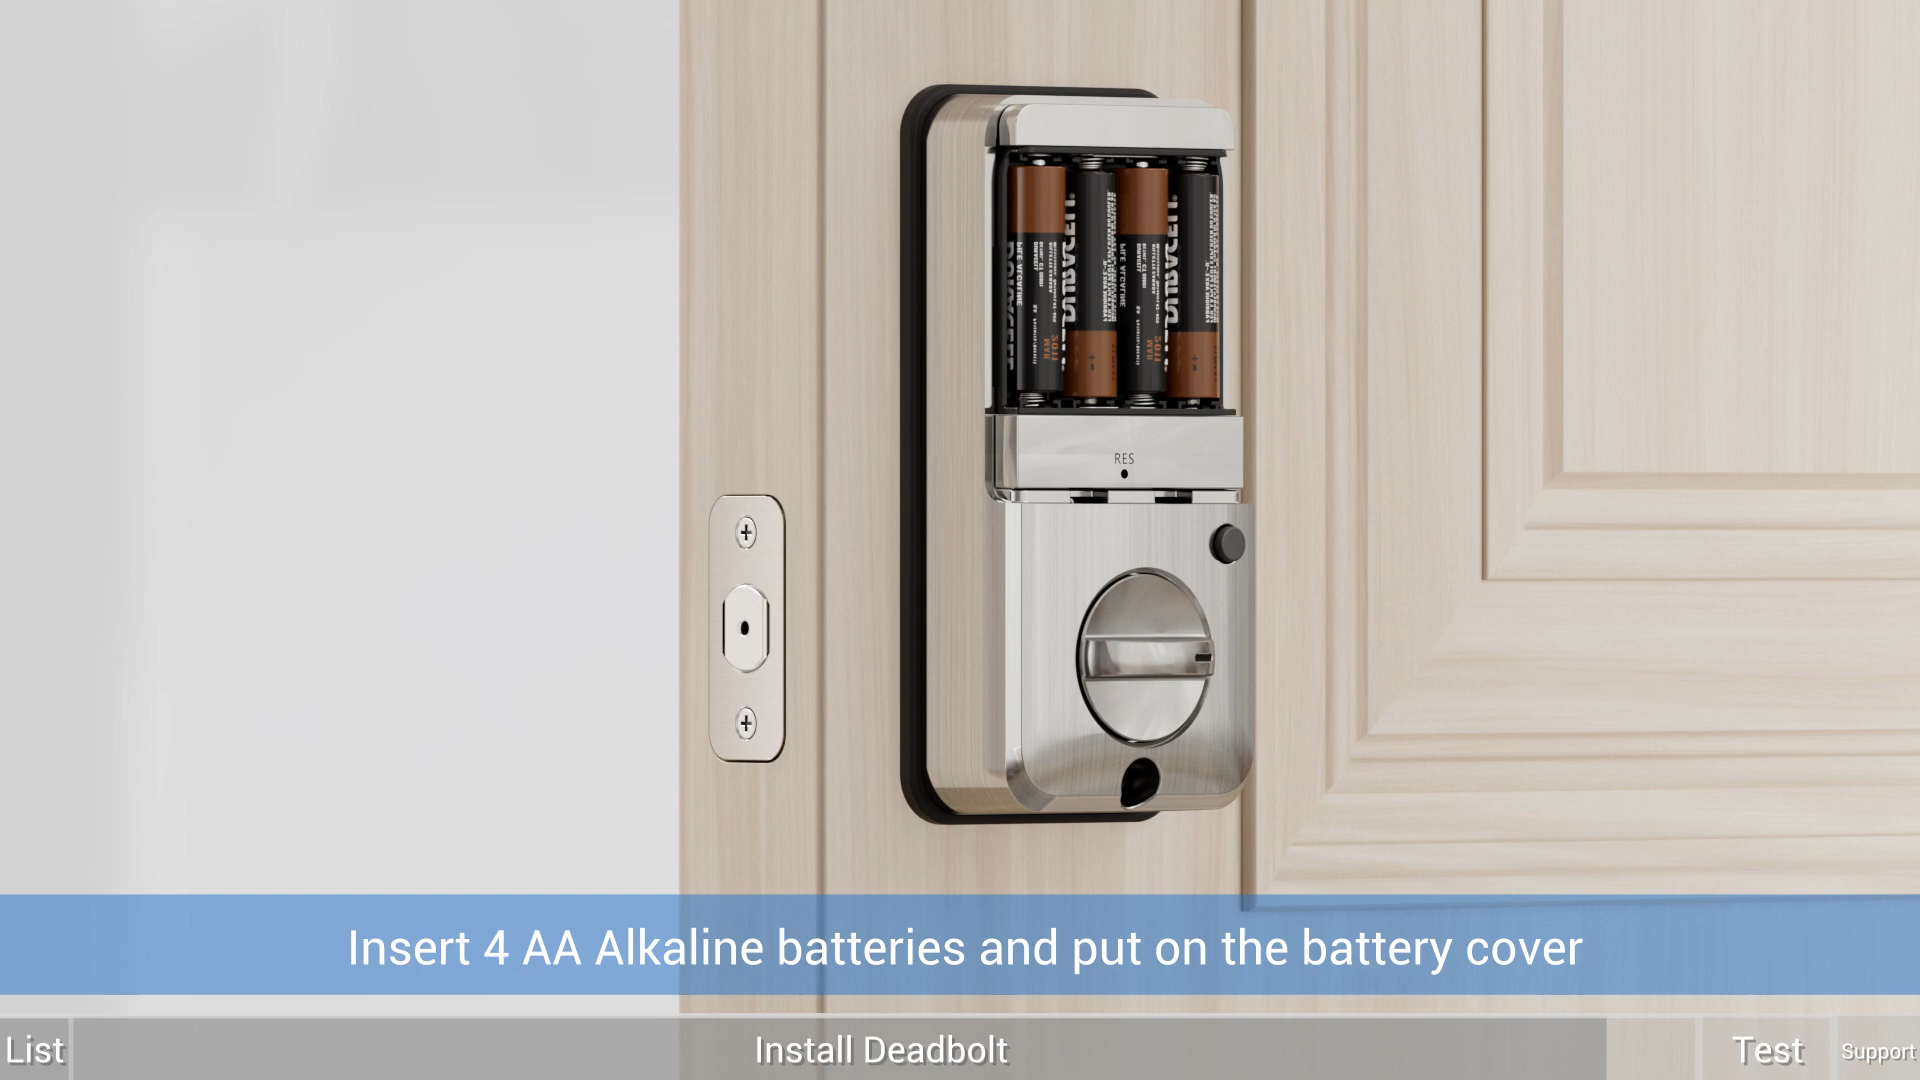 RES
Insert 4 AA Alkaline batteries and put on the battery cover
List
Install Deadbolt
Test
Support